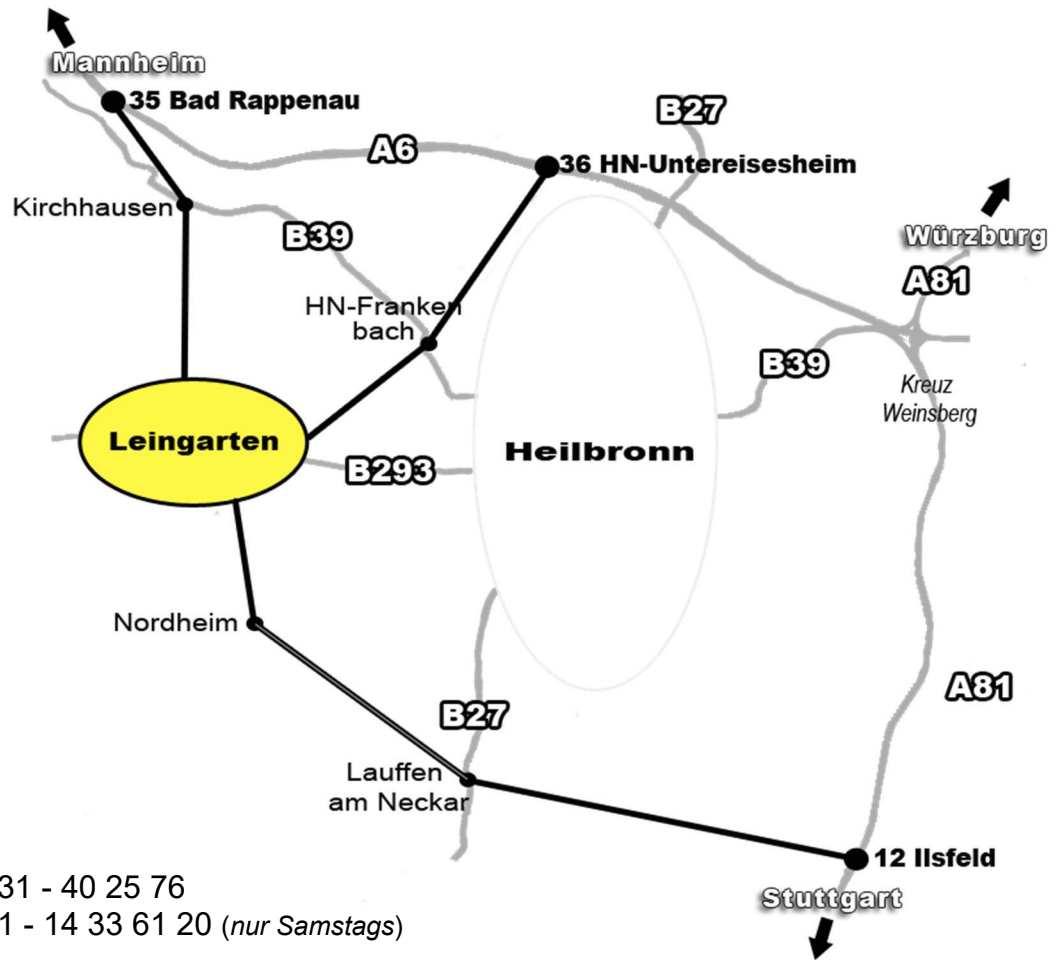 Mannheim
35 Bad Rappenau
B27
A6
36 HN-Untereisesheim
Kirchhausen
B39
Würzburg
A81
HN-Franken
bach
B39
Kreuz
Weinsberg
Leingarten
Heilbronn
B293
Nordheim
A81
B27
Lauffen
am Neckar
12 Ilsfeld
31 - 40 25 76
Stuttgart
1 - 14 33 61 20 (nur Samstags)